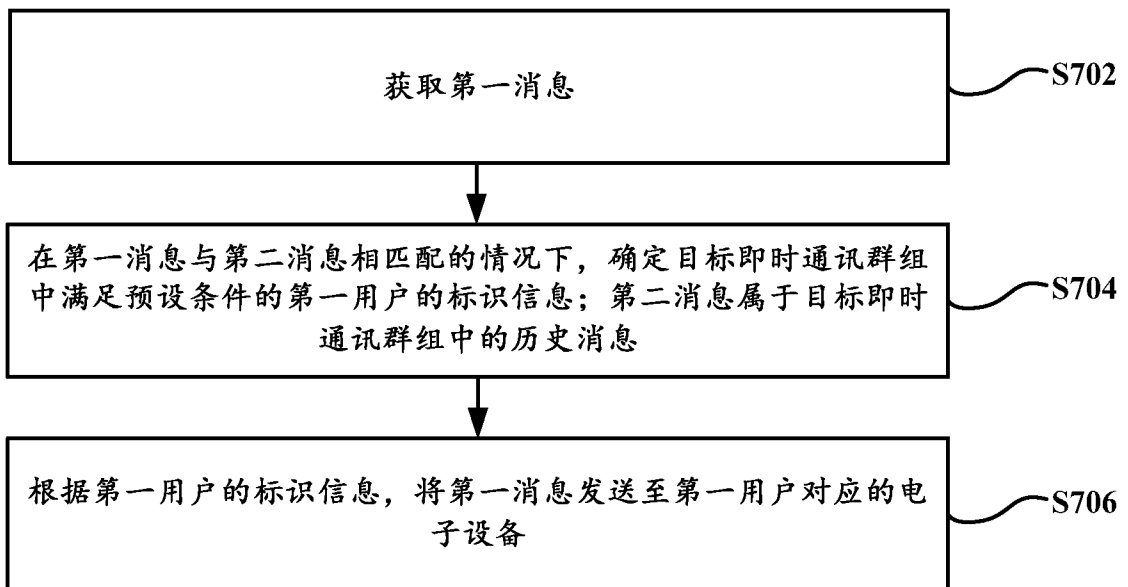 获取第一消息
S702
在第一消息与第二消息相匹配的情况下，确定目标即时通讯群组
中满足预设条件的第一用户的标识信息；第二消息属于目标即时
通讯群组中的历史消息
S704
根据第一用户的标识信息，将第一消息发送至第一用户对应的电
子设备
S706